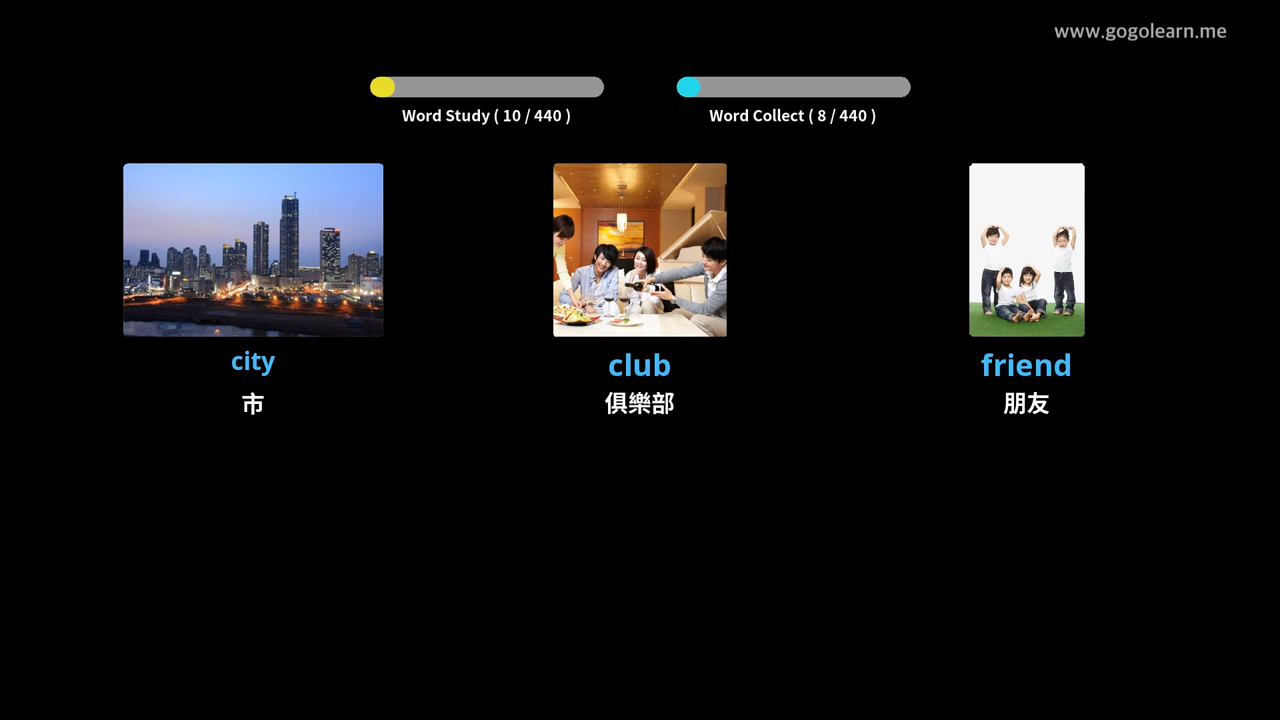 www.gogolearn.me
Word Study ( 10 / 440 )
Word Collect ( 8 / 440 )
city
club
friend
市
俱樂部
朋友